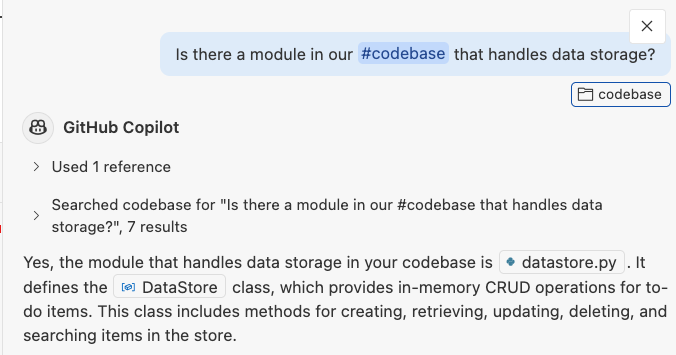 Is there a module in our #codebase that handles data storage?
codebase
GitHub Copilot
Used 1 reference
Searched codebase for "Is there a module in our #codebase that handles data
storage?", 7 results
Yes, the module that handles data storage in your codebase is datastore.py. It
defines the DataStore class, which provides in-memory CRUD operations for to-
do items. This class includes methods for creating, retrieving, updating, deleting, and
searching items in the store.